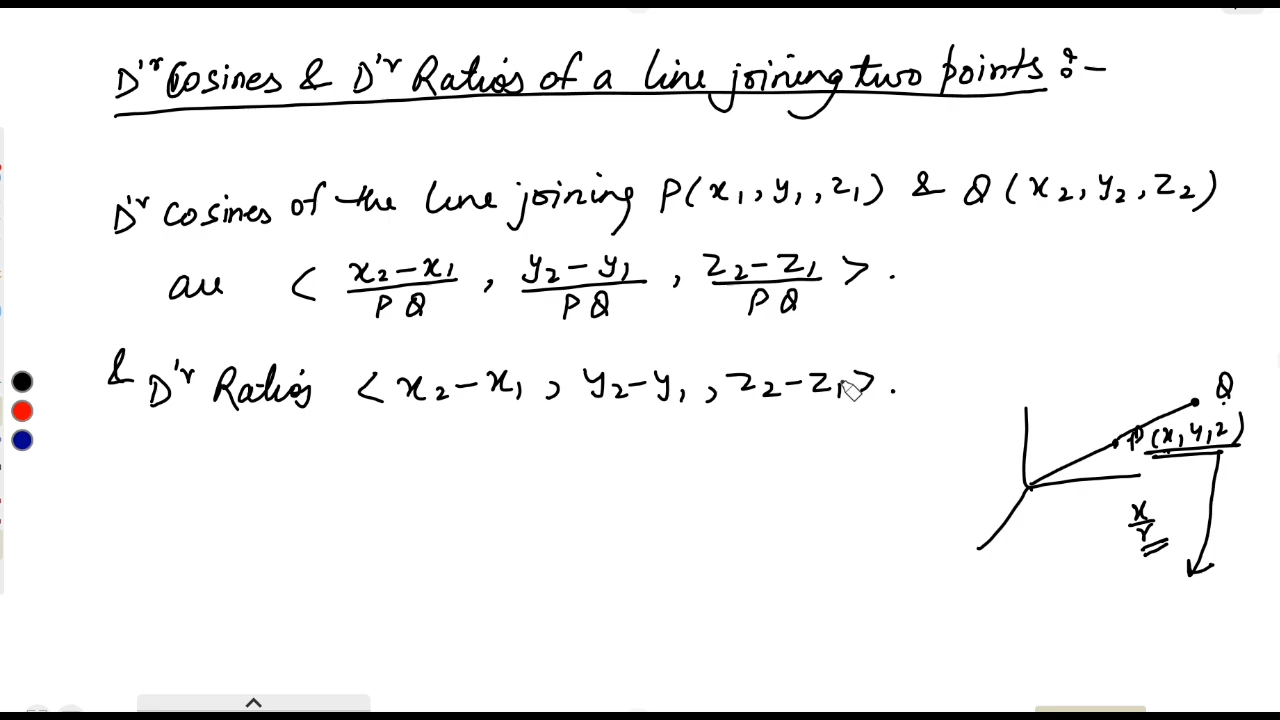 D'r Cosines & D'r Ratios of a line joining two points :-
D'r cosines of the line joining P(x₁, y₁, z₁) & Q(x₂, y₂, z₂)
are < (x₂-x₁)/PQ , (y₂-y₁)/PQ , (z₂-z₁)/PQ > .
& D'r Ratios < x₂-x₁ , y₂-y₁ , z₂-z₁ > .
Q
P(x, y, z)
x/r